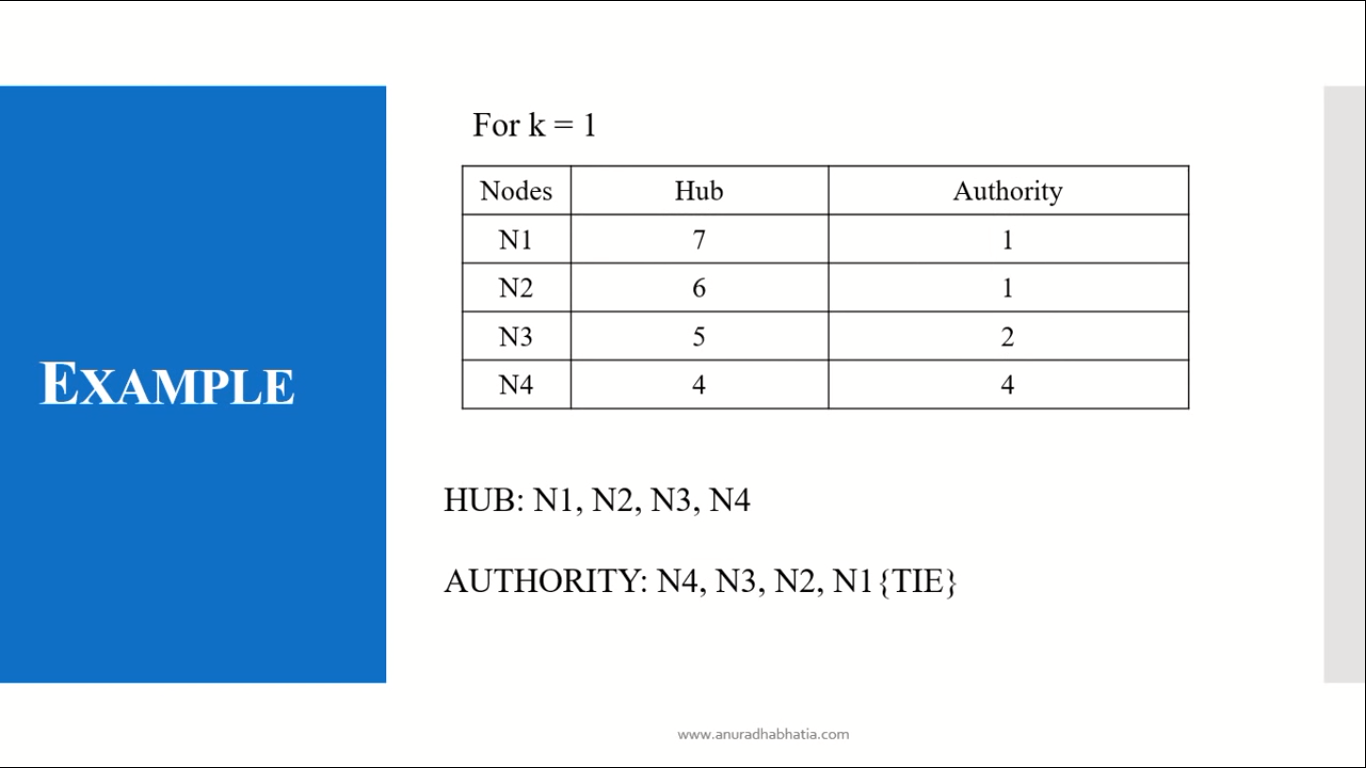 For k = 1
Nodes Hub Authority
N1 7 1
N2 6 1
N3 5 2
N4 4 4
EXAMPLE
HUB: N1, N2, N3, N4
AUTHORITY: N4, N3, N2, N1{TIE}
www.anuradhabhatia.com